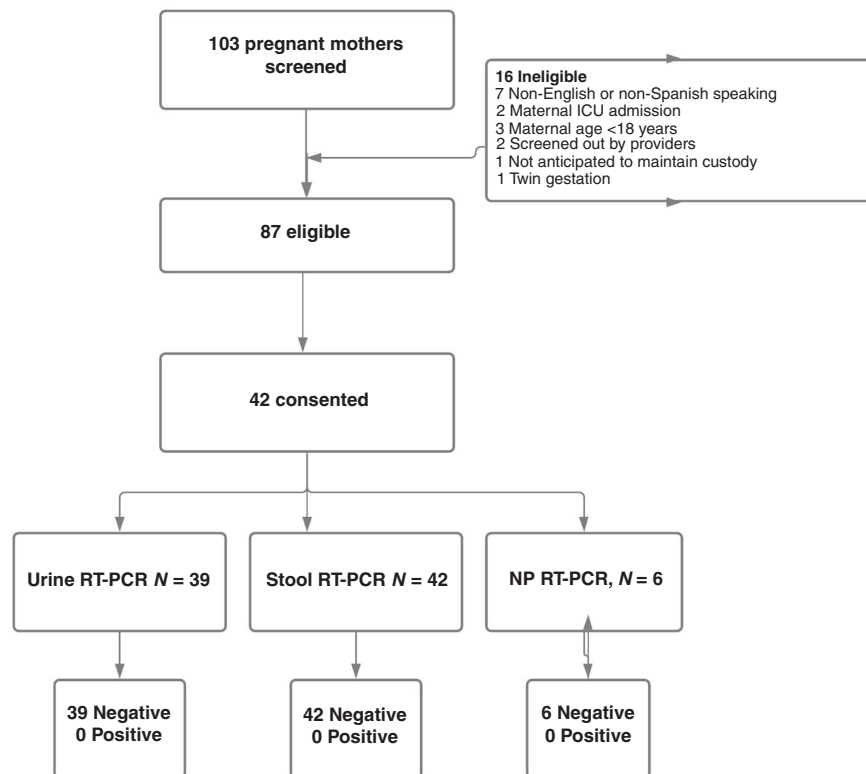 103 pregnant mothers
screened
16 Ineligible
7 Non-English or non-Spanish speaking
2 Maternal ICU admission
3 Maternal age <18 years
2 Screened out by providers
1 Not anticipated to maintain custody
1 Twin gestation
87 eligible
42 consented
Urine RT-PCR N = 39
Stool RT-PCR N = 42
NP RT-PCR, N = 6
39 Negative
0 Positive
42 Negative
0 Positive
6 Negative
0 Positive